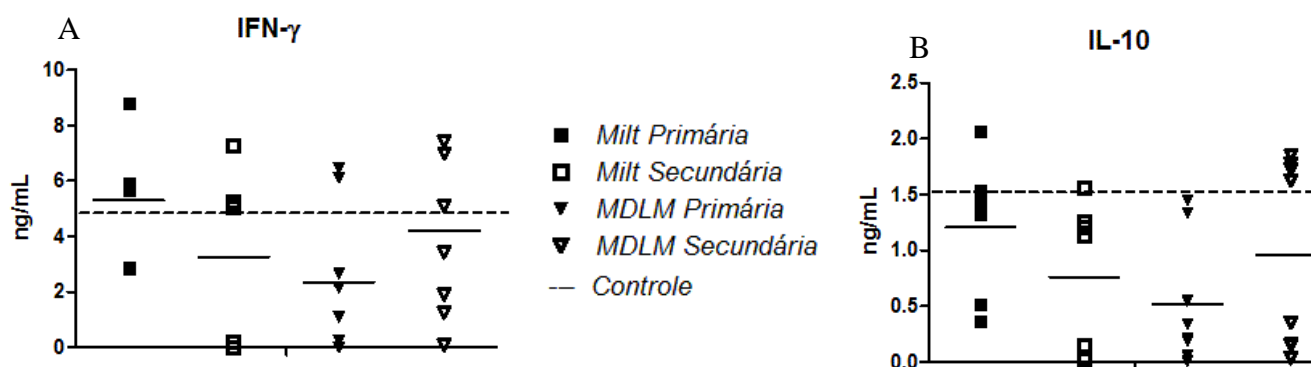 A
IFN-γ
10
8
6
4
2
0
ng/mL
Milt Primária
Milt Secundária
MDLM Primária
MDLM Secundária
Controle
B
IL-10
2.5
2.0
1.5
1.0
0.5
0.0
ng/mL